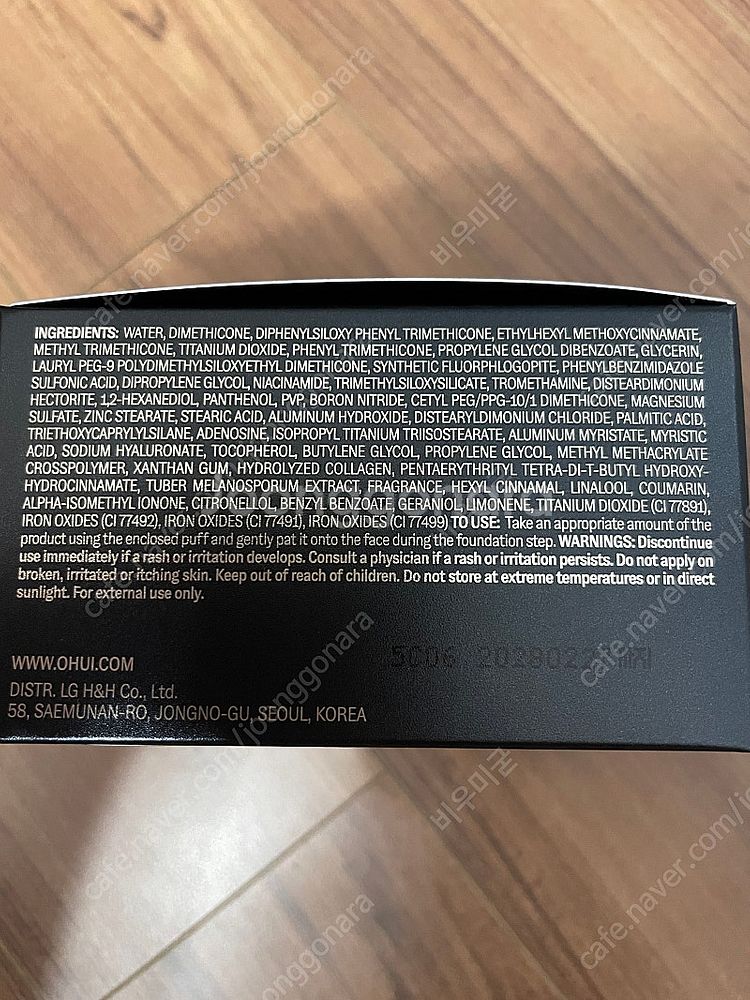 INGREDIENTS: WATER, DIMETHICONE, DIPHENYLSILOXY PHENYL TRIMETHICONE, ETHYLHEXYL METHOXYCINNAMATE,
METHYL TRIMETHICONE, TITANIUM DIOXIDE, PHENYL TRIMETHICONE, PROPYLENE GLYCOL DIBENZOATE, GLYCERIN,
LAURYL PEG-9 POLYDIMETHYLSILOXYETHYL DIMETHICONE, SYNTHETIC FLUORPHLOGOPITE, PHENYLBENZIMIDAZOLE
SULFONIC ACID, DIPROPYLENE GLYCOL, NIACINAMIDE, TRIMETHYLSILOXYSILICATE, TROMETHAMINE, DISTEARDIMONIUM
HECTORITE, 1,2-HEXANEDIOL, PANTHENOL, PVP, BORON NITRIDE, CETYL PEG/PPG-10/1 DIMETHICONE, MAGNESIUM
SULFATE, ZINC STEARATE, STEARIC ACID, ALUMINUM HYDROXIDE, DISTEARYLDIMONIUM CHLORIDE, PALMITIC ACID,
TRIETHOXYCAPRYLYLSILANE, ADENOSINE, ISOPROPYL TITANIUM TRIISOSTEARATE, ALUMINUM MYRISTATE, MYRISTIC
ACID, SODIUM HYALURONATE, TOCOPHEROL, BUTYLENE GLYCOL, PROPYLENE GLYCOL, METHYL METHACRYLATE
CROSSPOLYMER, XANTHAN GUM, HYDROLYZED COLLAGEN, PENTAERYTHRITYL TETRA-DI-T-BUTYL HYDROXY-
HYDROCINNAMATE, TUBER MELANOSPORUM EXTRACT, FRAGRANCE, HEXYL CINNAMAL, LINALOOL, COUMARIN,
ALPHA-ISOMETHYL IONONE, CITRONELLOL, BENZYL BENZOATE, GERANIOL, LIMONENE, TITANIUM DIOXIDE (CI 77891),
IRON OXIDES (CI 77492), IRON OXIDES (CI 77491), IRON OXIDES (CI 77499) TO USE: Take an appropriate amount of the
product using the enclosed puff and gently pat it onto the face during the foundation step. WARNINGS: Discontinue
use immediately if a rash or irritation develops. Consult a physician if a rash or irritation persists. Do not apply on
broken, irritated or itching skin. Keep out of reach of children. Do not store at extreme temperatures or in direct
sunlight. For external use only.
WWW.OHUI.COM
DISTR. LG H&H Co., Ltd.
58, SAEMUNAN-RO, JONGNO-GU, SEOUL, KOREA
cafe.naver.com/joonggonara
비우미굳